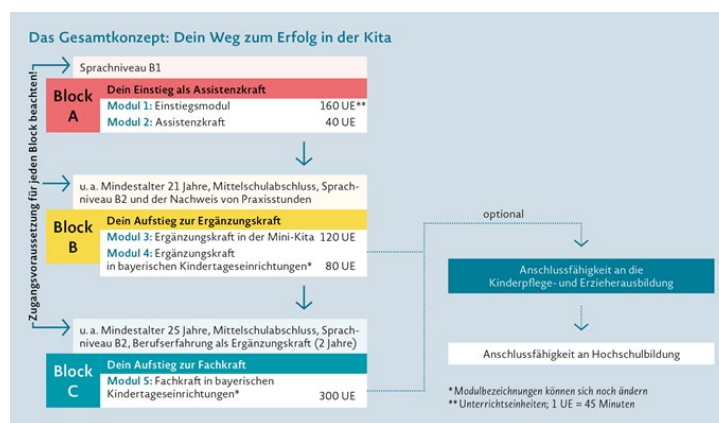 Das Gesamtkonzept: Dein Weg zum Erfolg in der Kita
Zugangsvoraussetzung für jeden Block beachten!
Sprachniveau B1
Block
A
Dein Einstieg als Assistenzkraft
Modul 1: Einstiegsmodul 160 UE**
Modul 2: Assistenzkraft 40 UE
u. a. Mindestalter 21 Jahre, Mittelschulabschluss, Sprach-
niveau B2 und der Nachweis von Praxisstunden
Block
B
Dein Aufstieg zur Ergänzungskraft
Modul 3: Ergänzungskraft in der Mini-Kita 120 UE
Modul 4: Ergänzungskraft
in bayerischen Kindertageseinrichtungen* 80 UE
u. a. Mindestalter 25 Jahre, Mittelschulabschluss, Sprach-
niveau B2, Berufserfahrung als Ergänzungskraft (2 Jahre)
Block
C
Dein Aufstieg zur Fachkraft
Modul 5: Fachkraft in bayerischen
Kindertageseinrichtungen* 300 UE
optional
Anschlussfähigkeit an die
Kinderpflege- und Erzieherausbildung
Anschlussfähigkeit an Hochschulbildung
* Modulbezeichnungen können sich noch ändern
** Unterrichtseinheiten; 1 UE = 45 Minuten